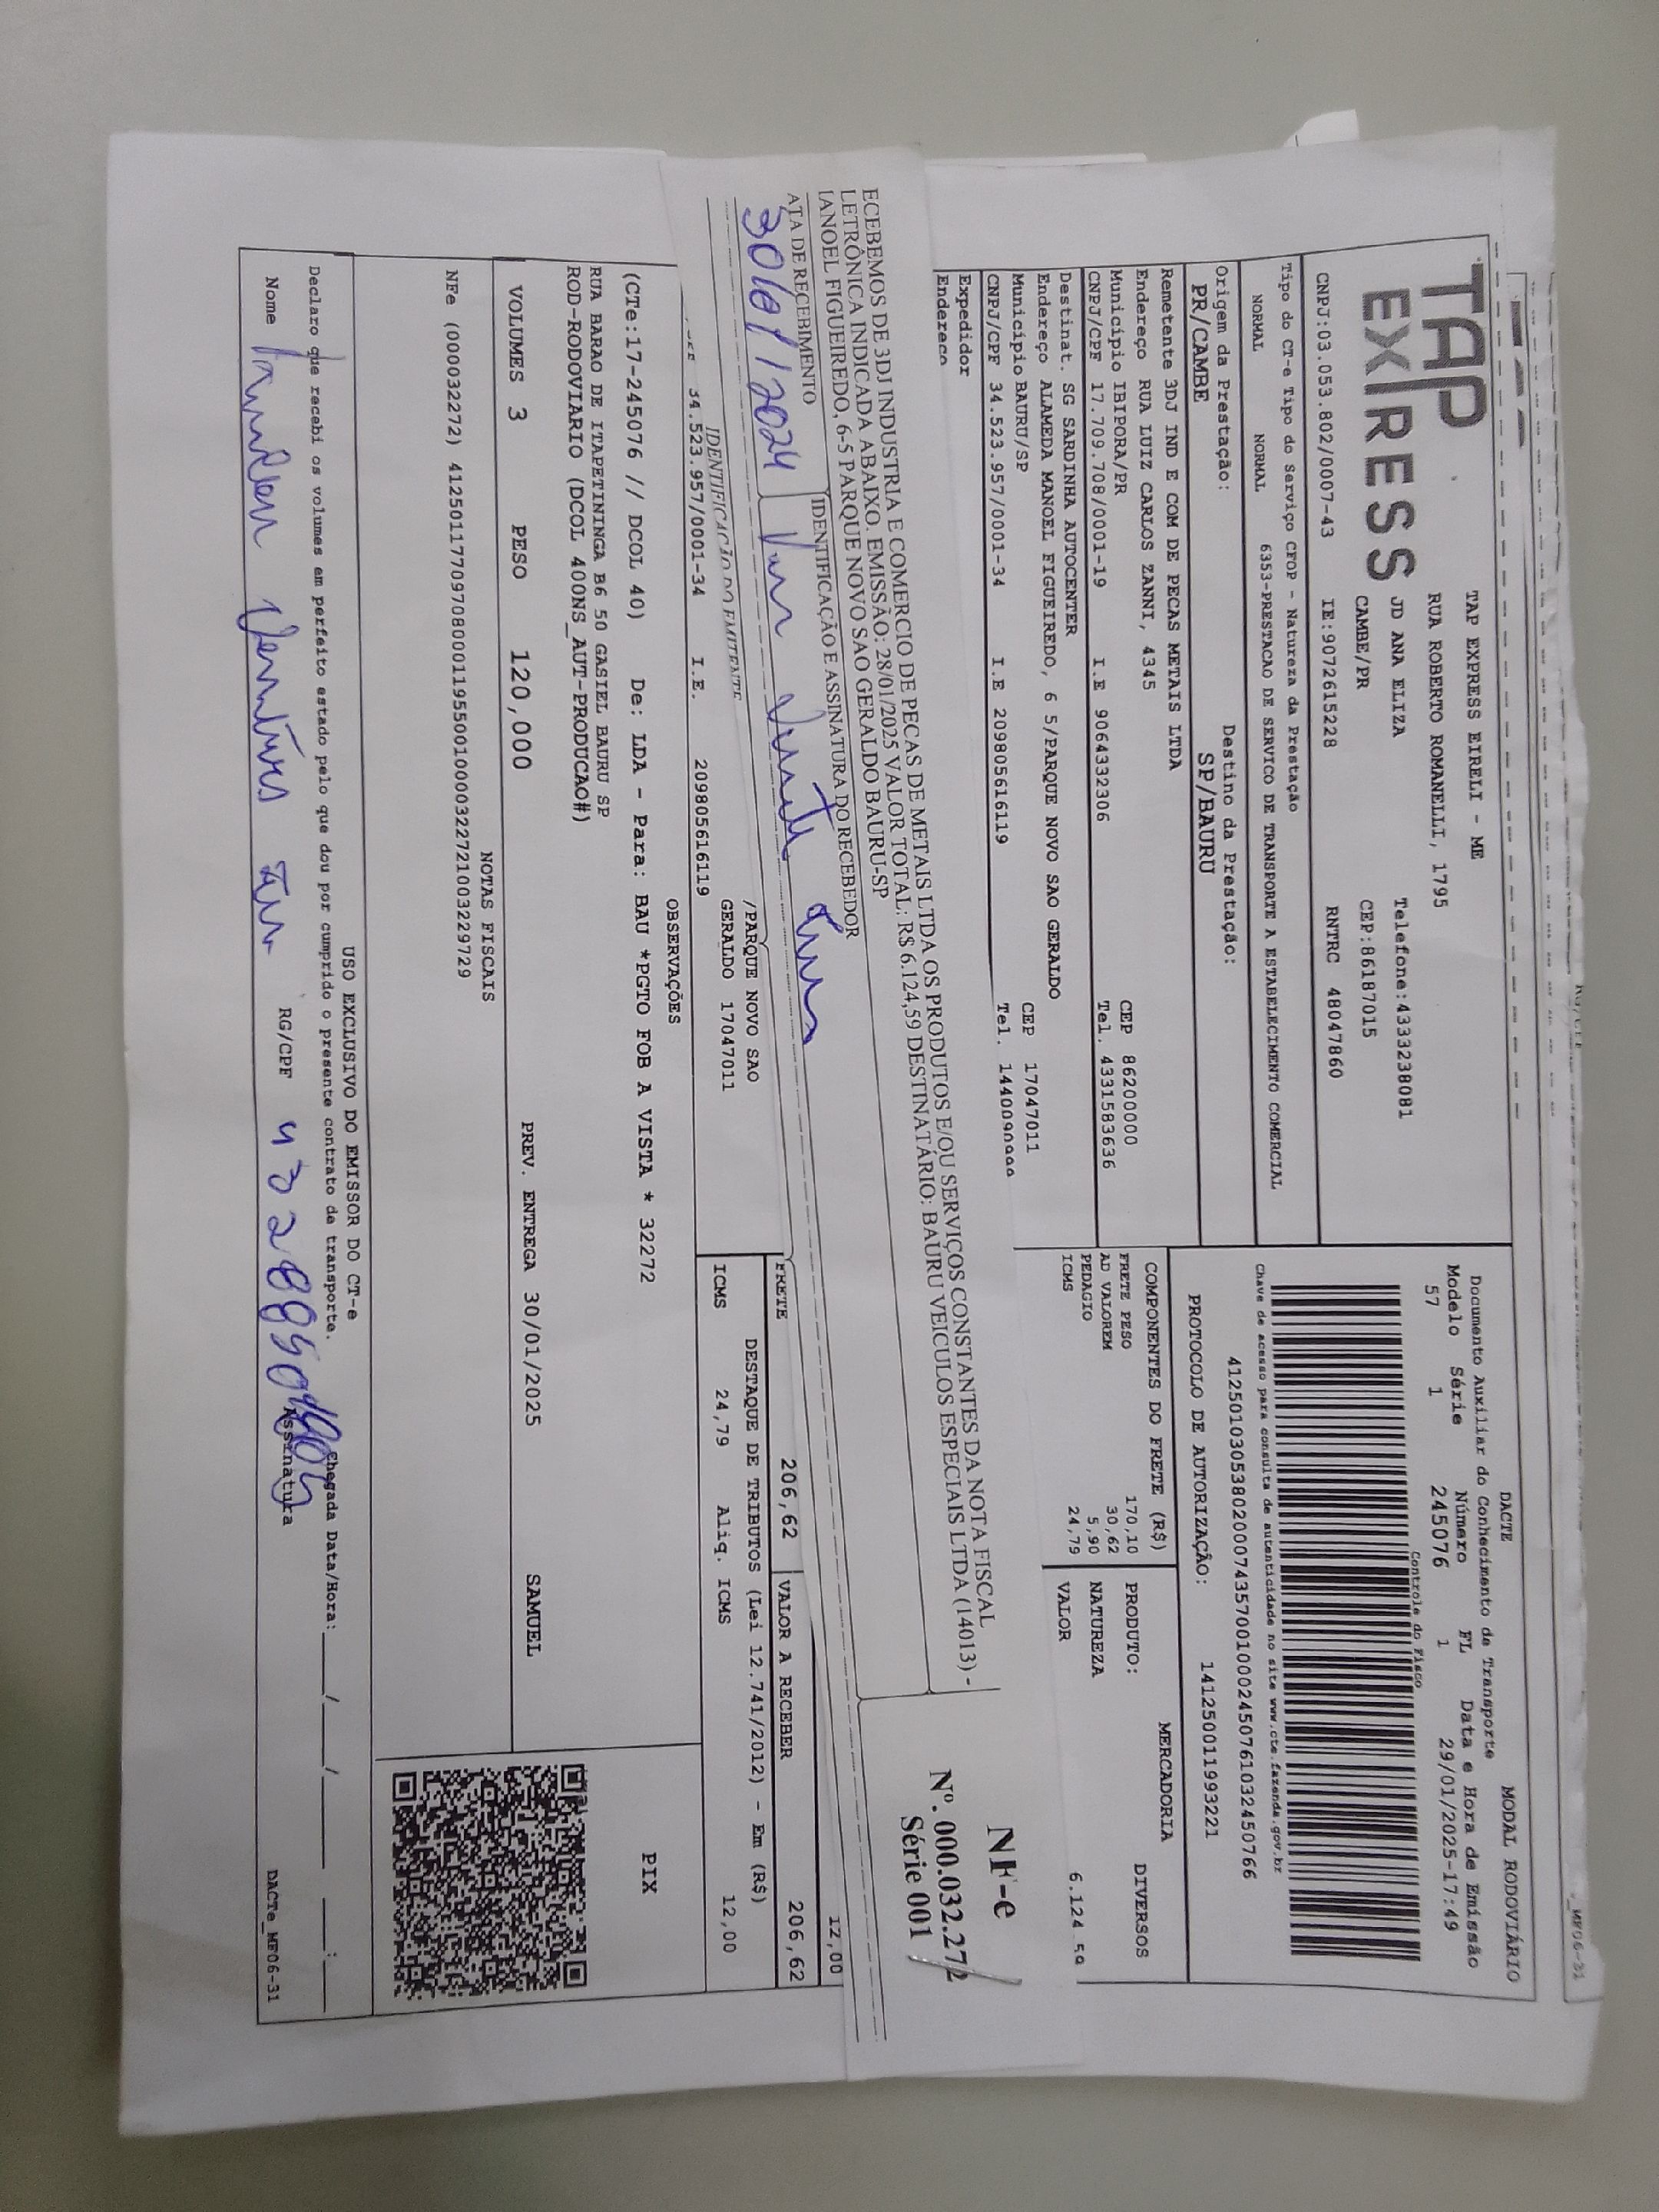 TAP
EXPRESS
TAP EXPRESS EIRELI - ME
RUA ROBERTO ROMANELLI, 1795
JD ANA ELIZA Telefone:4333238081
CAMBE/PR CEP:86187015
CNPJ:03.053.802/0007-43 IE:9072615228 RNTRC 48047860
DACTE MODAL RODOVIÁRIO
Documento Auxiliar do Conhecimento de Transporte
Modelo Série Número FL Data e Hora de Emissão
57 1 245076 1 29/01/2025-17:49
Controle do Fisco
Chave de acesso para consulta de autenticidade no site www.cte.fazenda.gov.br
41250103053802000743570010002450761032450766
PROTOCOLO DE AUTORIZAÇÃO: 141250011993221
Tipo do CT-e Tipo do Serviço CFOP - Natureza da Prestação
NORMAL NORMAL 6353-PRESTACAO DE SERVICO DE TRANSPORTE A ESTABELECIMENTO COMERCIAL
Origem da Prestação: Destino da Prestação:
PR/CAMBE SP/BAURU
Remetente 3DJ IND E COM DE PECAS METAIS LTDA
Endereço RUA LUIZ CARLOS ZANNI, 4345
Município IBIPORA/PR CEP 86200000
CNPJ/CPF 17.709.708/0001-19 I.E 9064332306 Tel. 4331583636
Destinat. SG SARDINHA AUTOCENTER
Endereço ALAMEDA MANOEL FIGUEIREDO, 6 5/PARQUE NOVO SAO GERALDO
Município BAURU/SP CEP 17047011
CNPJ/CPF 34.523.957/0001-34 I.E 209805616119 Tel.
Expedidor
Endereço
COMPONENTES DO FRETE (R$)
FRETE PESO 170,10
AD VALOREM 30,62
PEDAGIO 5,90
ICMS 24,79
MERCADORIA
PRODUTO: DIVERSOS
NATUREZA
VALOR 6.124,59
ECEBEMOS DE 3DJ INDUSTRIA E COMERCIO DE PECAS DE METAIS LTDA OS PRODUTOS E/OU SERVIÇOS CONSTANTES DA NOTA FISCAL
LETRÔNICA INDICADA ABAIXO. EMISSÃO: 28/01/2025 VALOR TOTAL: R$ 6.124,59 DESTINATÁRIO: BAURU VEICULOS ESPECIAIS LTDA (14013) -
IANOEL FIGUEIREDO, 6-5 PARQUE NOVO SAO GERALDO BAURU-SP
ATA DE RECEBIMENTO IDENTIFICAÇÃO E ASSINATURA DO RECEBEDOR
NF-e
Nº. 000.032.272
Série 001
IDENTIFICAÇÃO DO EMITENTE
/PARQUE NOVO SAO
GERALDO 17047011
34.523.957/0001-34 I.E. 209805616119
12,00
FRETE 206,62 VALOR A RECEBER 206,62
DESTAQUE DE TRIBUTOS (Lei 12.741/2012) - Em (R$)
ICMS 24,79 Aliq. ICMS 12,00
OBSERVAÇÕES
(CTe:17-245076 // DCOL 40) De: LDA - Para: BAU *PGTO FOB A VISTA * 32272
RUA BARAO DE ITAPETININGA B6 50 GASIEL BAURU SP
ROD-RODOVIARIO (DCOL 400NS_AUT-PRODUCAO#)
PIX
VOLUMES 3 PESO 120,000 PREV. ENTREGA 30/01/2025 SAMUEL
NOTAS FISCAIS
NFe (000032272) 41250117709708000119550010000322721003229729
USO EXCLUSIVO DO EMISSOR DO CT-e
Declaro que recebi os volumes em perfeito estado pelo que dou por cumprido o presente contrato de transporte.
Chegada Data/Hora:____/____/____ ___:___
Nome RG/CPF Assinatura
DACTe_MF06-31